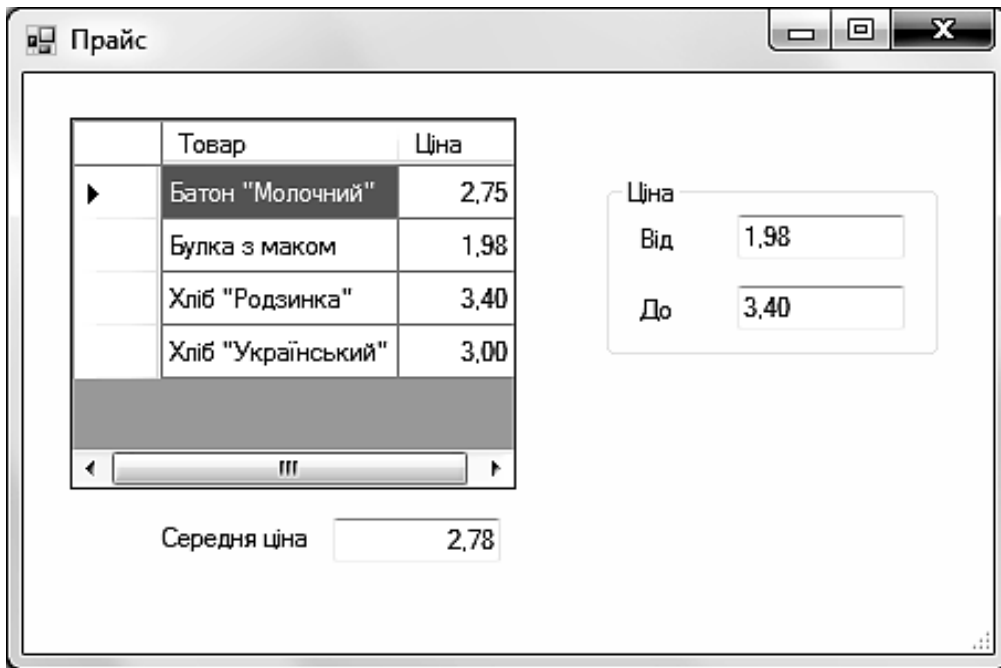 Прайс
Товар Ціна
Батон "Молочний" 2,75
Булка з маком 1,98
Хліб "Родзинка" 3,40
Хліб "Український" 3,00
Середня ціна 2,78
Ціна
Від 1,98
До 3,40